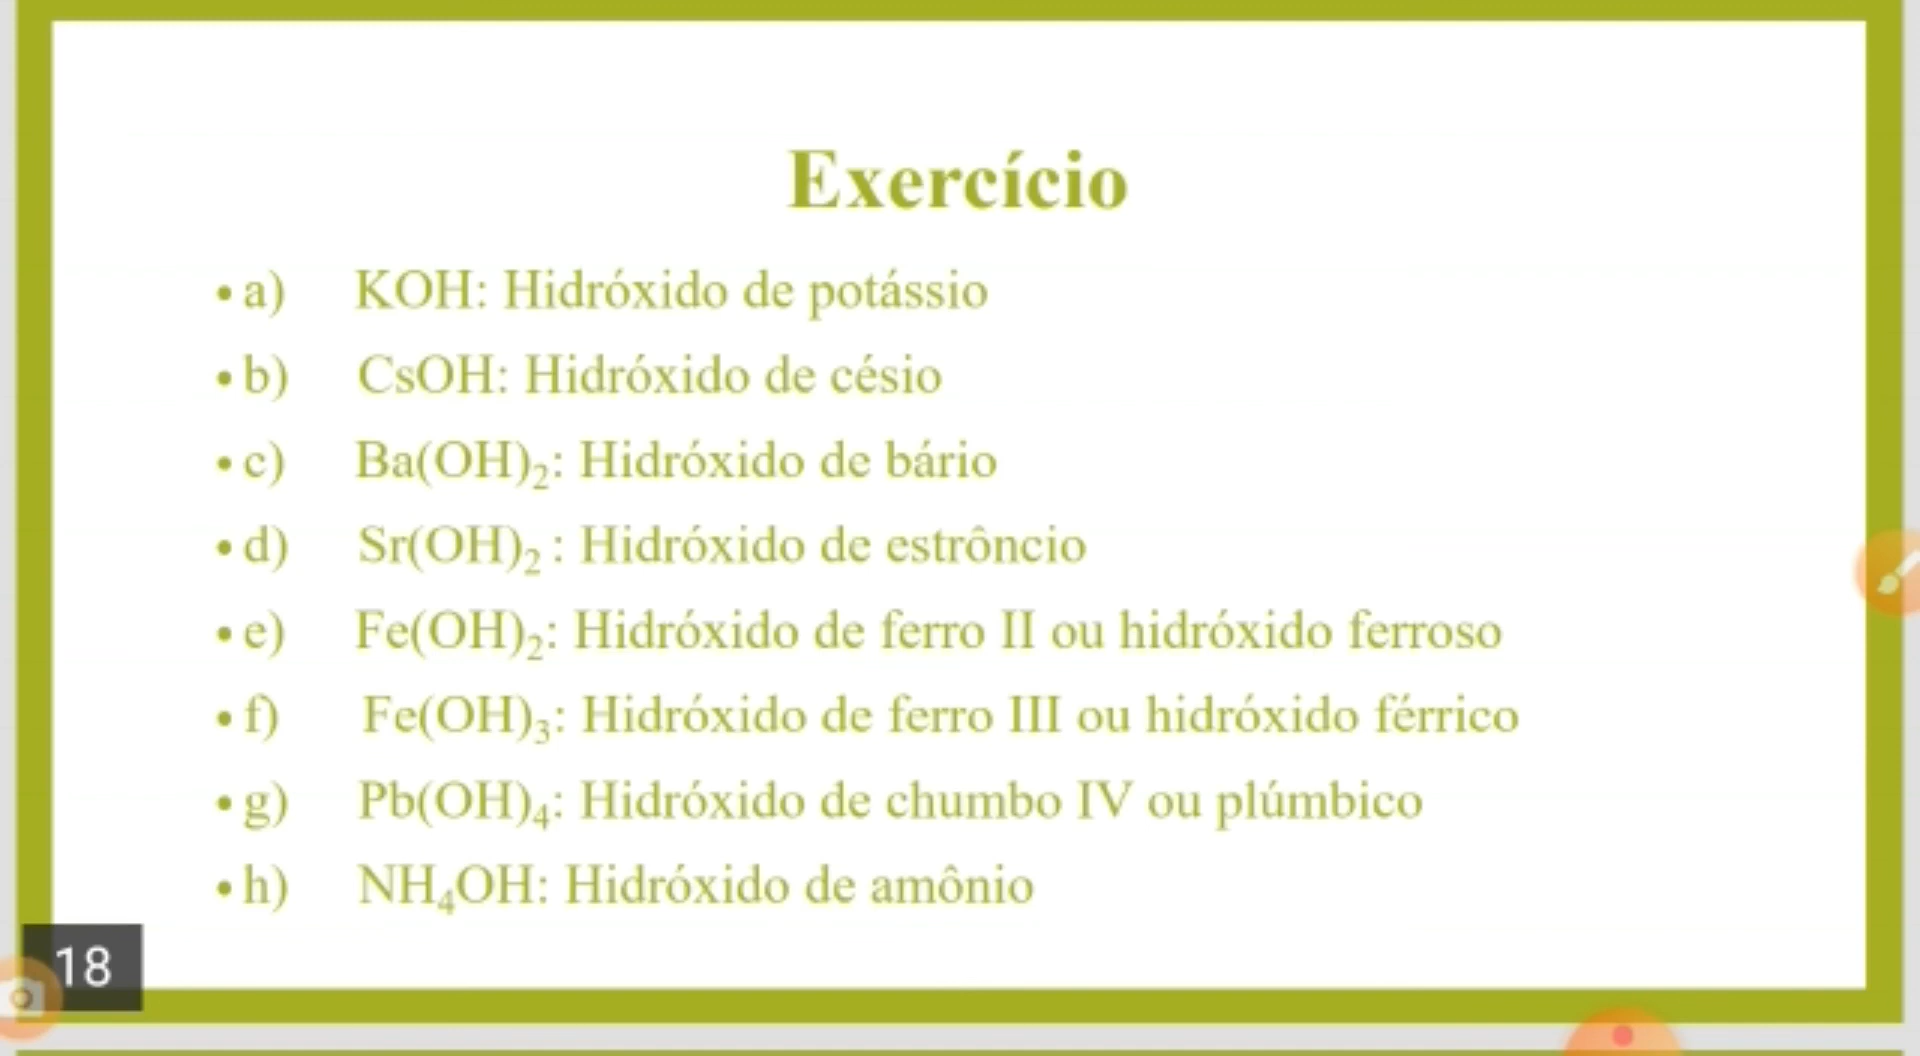 Exercício
• a) KOH: Hidróxido de potássio
• b) CsOH: Hidróxido de césio
• c) Ba(OH)₂: Hidróxido de bário
• d) Sr(OH)₂ : Hidróxido de estrôncio
• e) Fe(OH)₂: Hidróxido de ferro II ou hidróxido ferroso
• f) Fe(OH)₃: Hidróxido de ferro III ou hidróxido férrico
• g) Pb(OH)₄: Hidróxido de chumbo IV ou plúmbico
• h) NH₄OH: Hidróxido de amônio
18